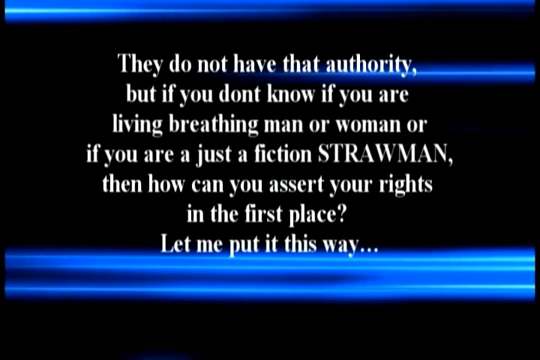 They do not have that authority,
but if you dont know if you are
living breathing man or woman or
if you are a just a fiction STRAWMAN,
then how can you assert your rights
in the first place?
Let me put it this way...